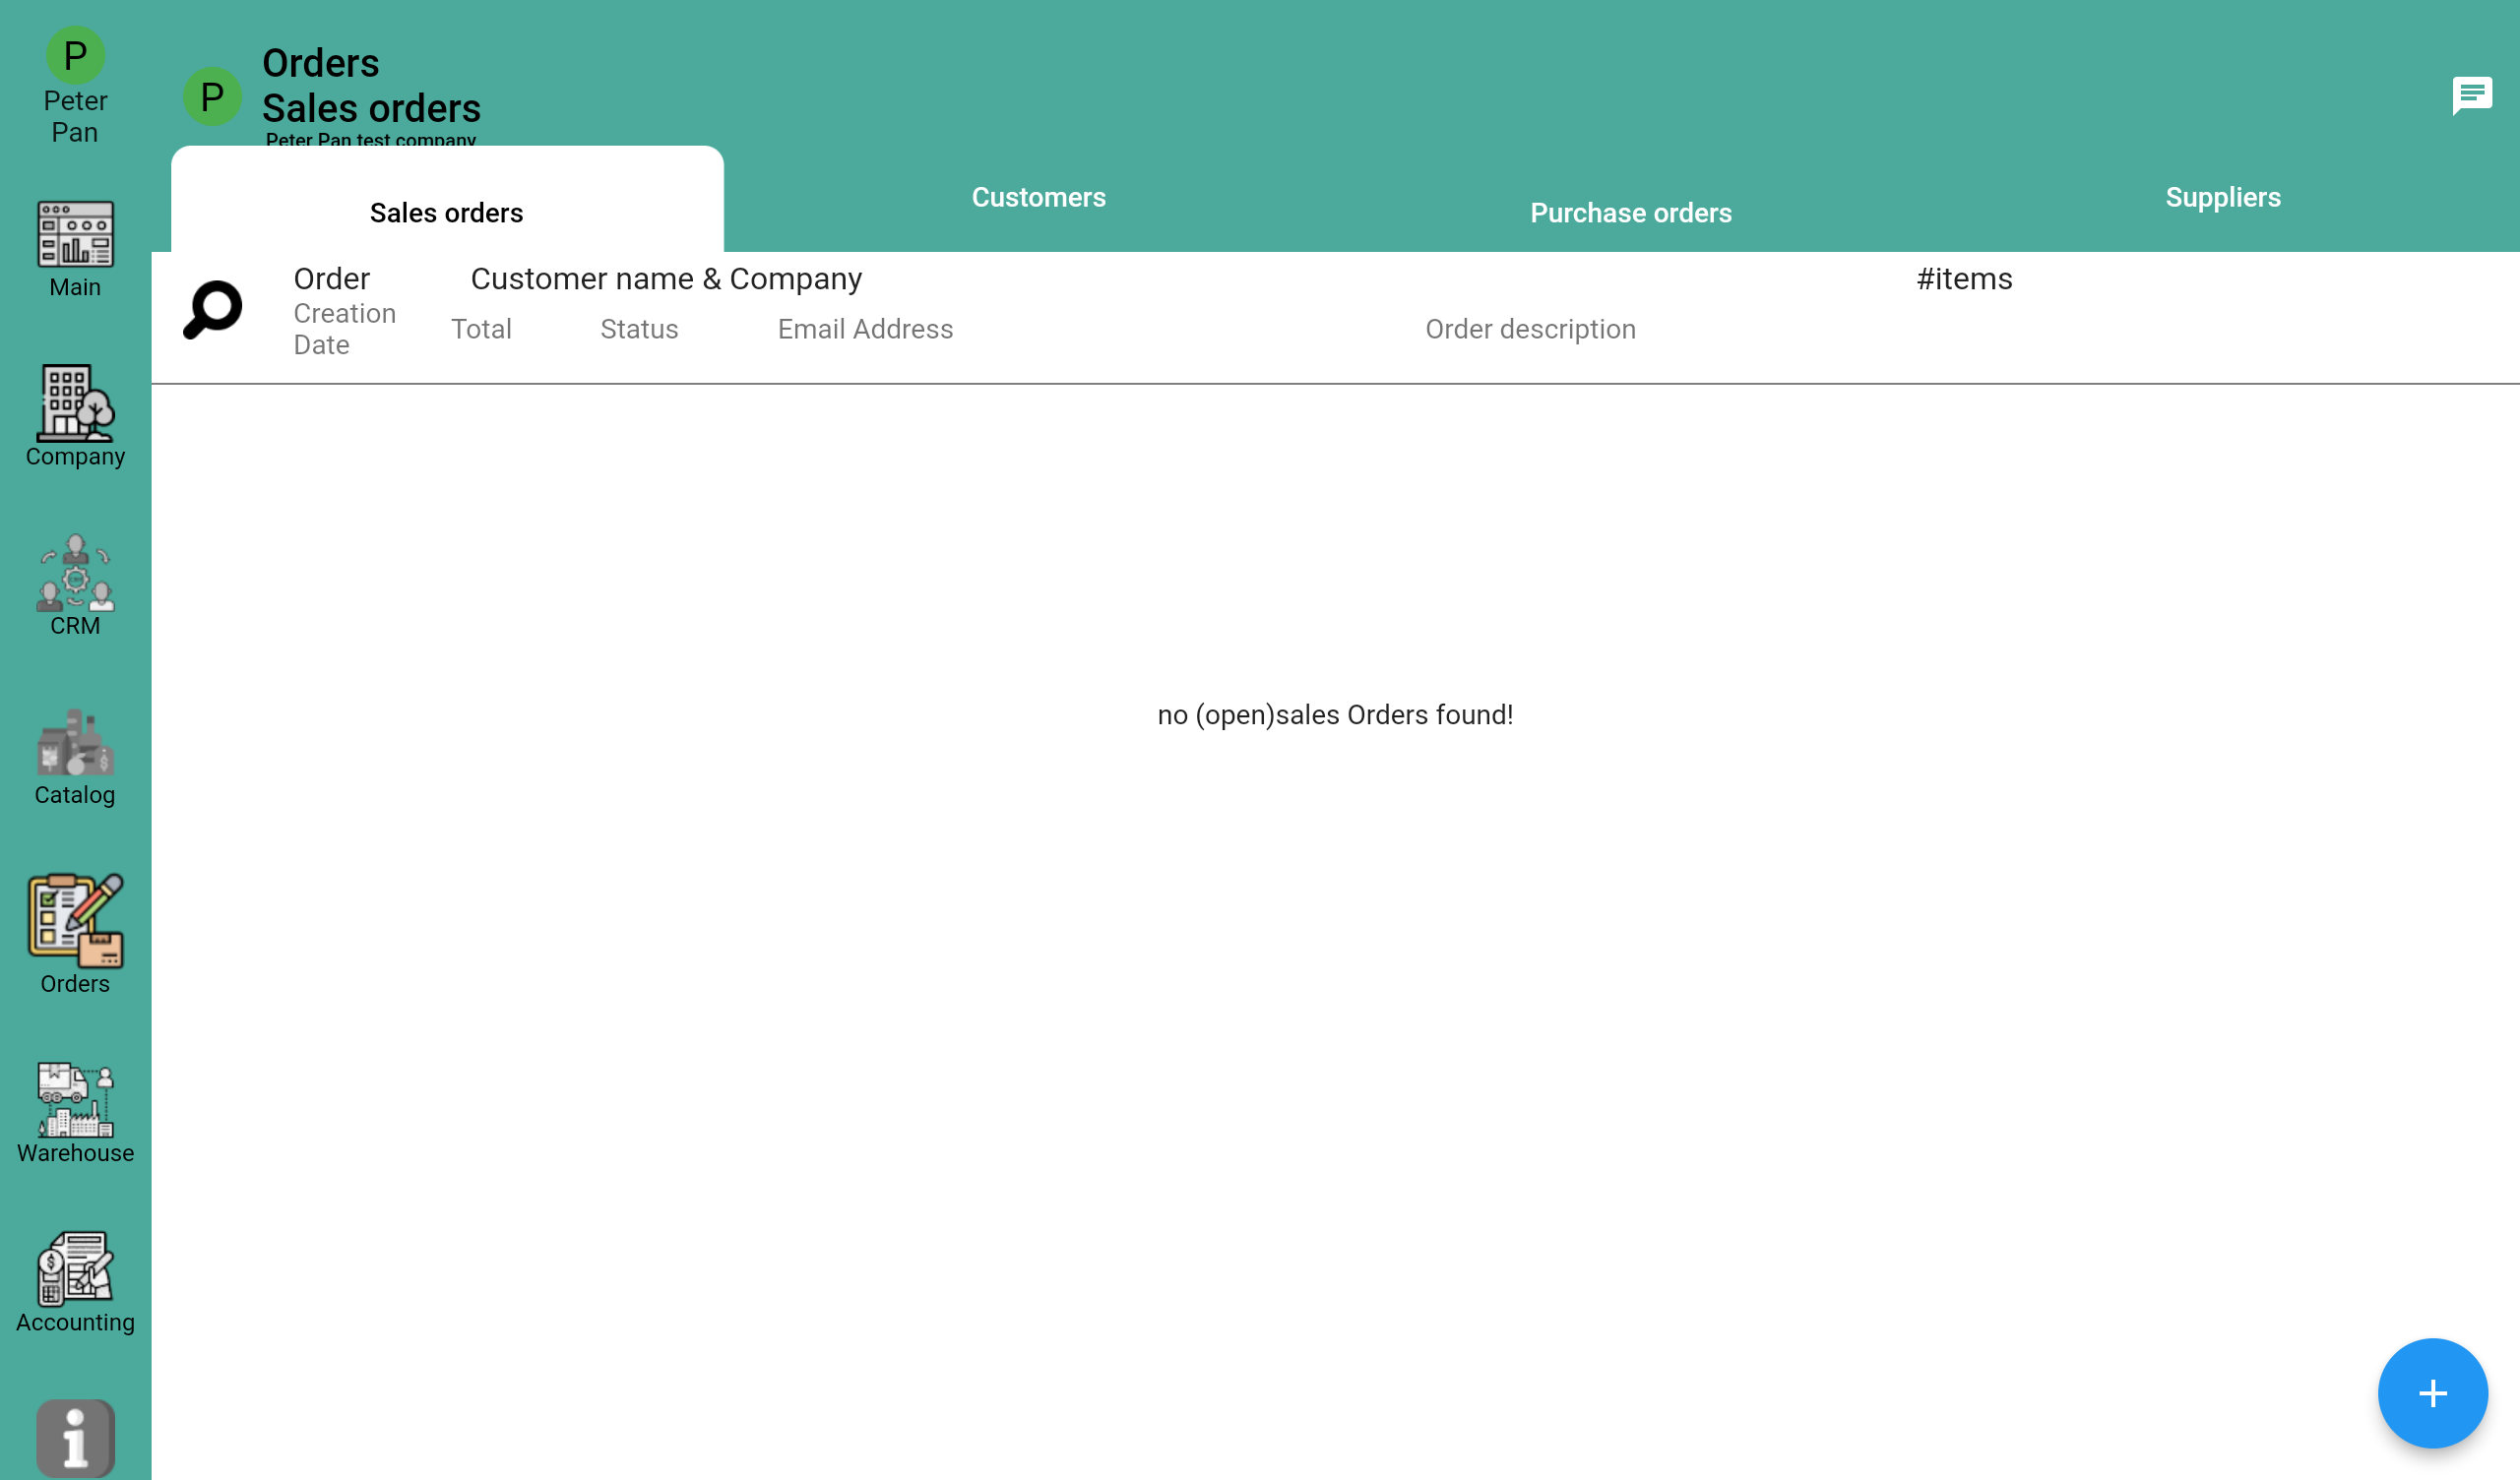 P
Peter
Pan
Main
Company
CRM
Catalog
Orders
Warehouse
Accounting
P
Orders
Sales orders
Peter Pan test company
Sales orders
Customers
Purchase orders
Suppliers
Order
Customer name & Company
#items
Creation
Date
Total
Status
Email Address
Order description
no (open)sales Orders found!